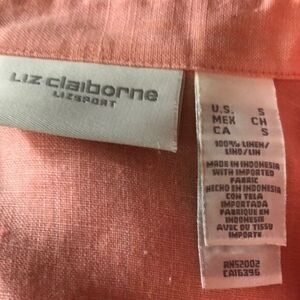 Liz claiborne
LIZSPORT
U.S. S
MEX CH
CA S
100% LINEN/
LINO/LIN
MADE IN INDONESIA
WITH IMPORTED
FABRIC
HECHO EN INDONESIA
CON TELA
IMPORTADA
FABRIQUE EN
INDONESIE
AVEC DU TISSU
IMPORTE
RN52002
CA16396